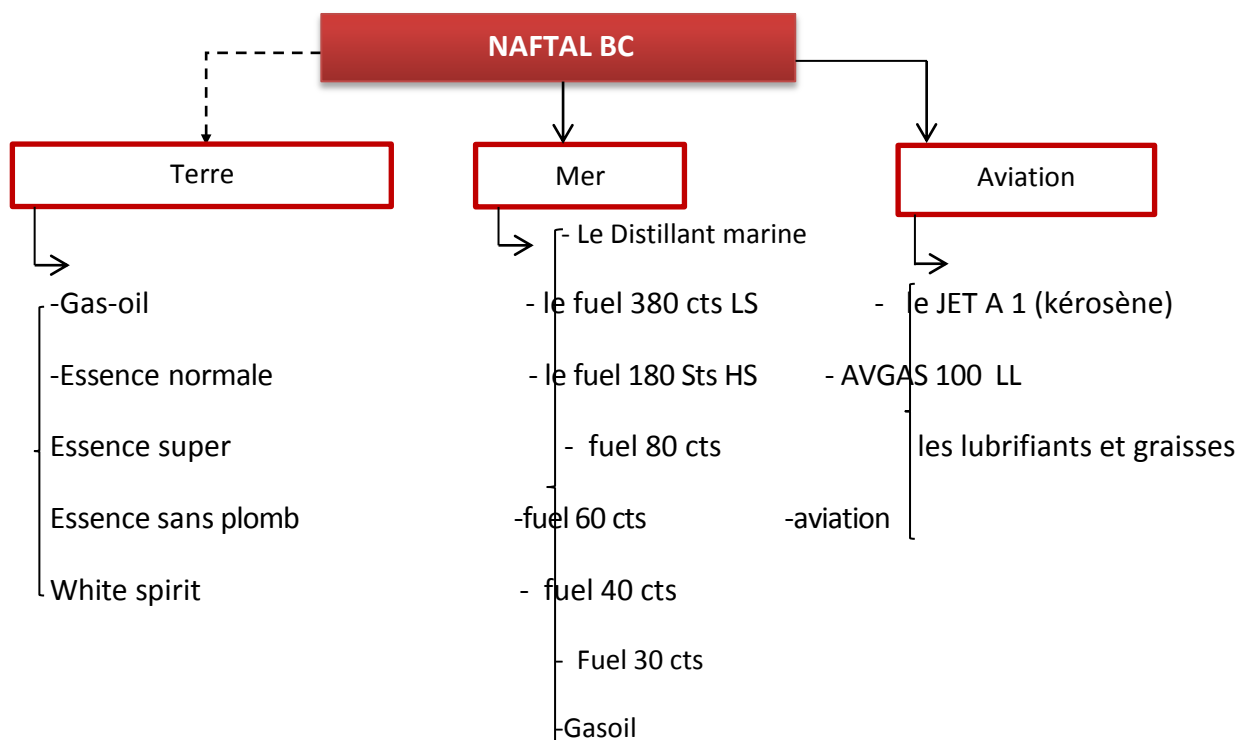 NAFTAL BC
Terre
Mer
Aviation
- Le Distillant marine
-Gas-oil
- le fuel 380 cts LS
- le JET A 1 (kérosène)
-Essence normale
- le fuel 180 Sts HS
- AVGAS 100 LL
Essence super
- fuel 80 cts
les lubrifiants et graisses
Essence sans plomb
-fuel 60 cts
-aviation
White spirit
- fuel 40 cts
- Fuel 30 cts
-Gasoil